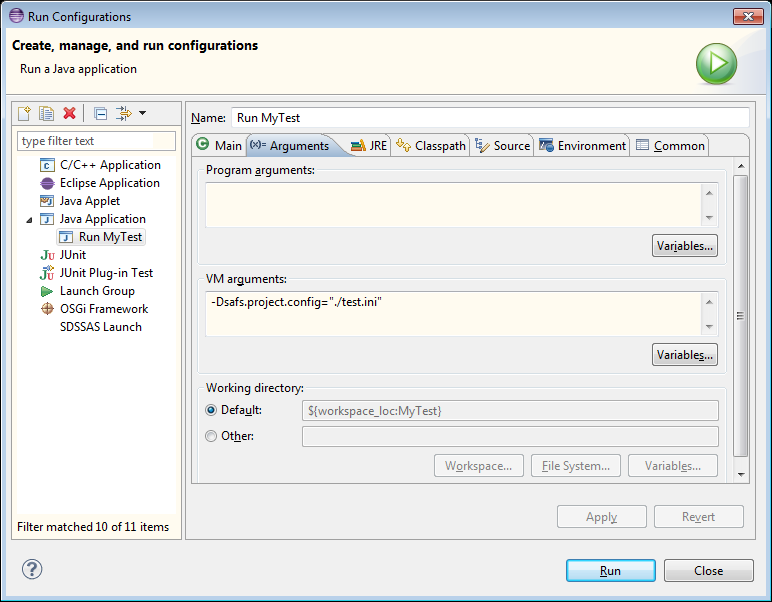 Run Configurations
Create, manage, and run configurations
Run a Java application
type filter text
C/C++ Application
Eclipse Application
Java Applet
Java Application
Run MyTest
JUnit
JUnit Plug-in Test
Launch Group
OSGi Framework
SDSSAS Launch
Filter matched 10 of 11 items
Name: Run MyTest
Main (x)= Arguments JRE Classpath Source Environment Common
Program arguments:
Variables...
VM arguments:
-Dsafs.project.config="./test.ini"
Variables...
Working directory:
Default: ${workspace_loc:MyTest}
Other:
Workspace... File System... Variables...
Apply Revert
Run Close